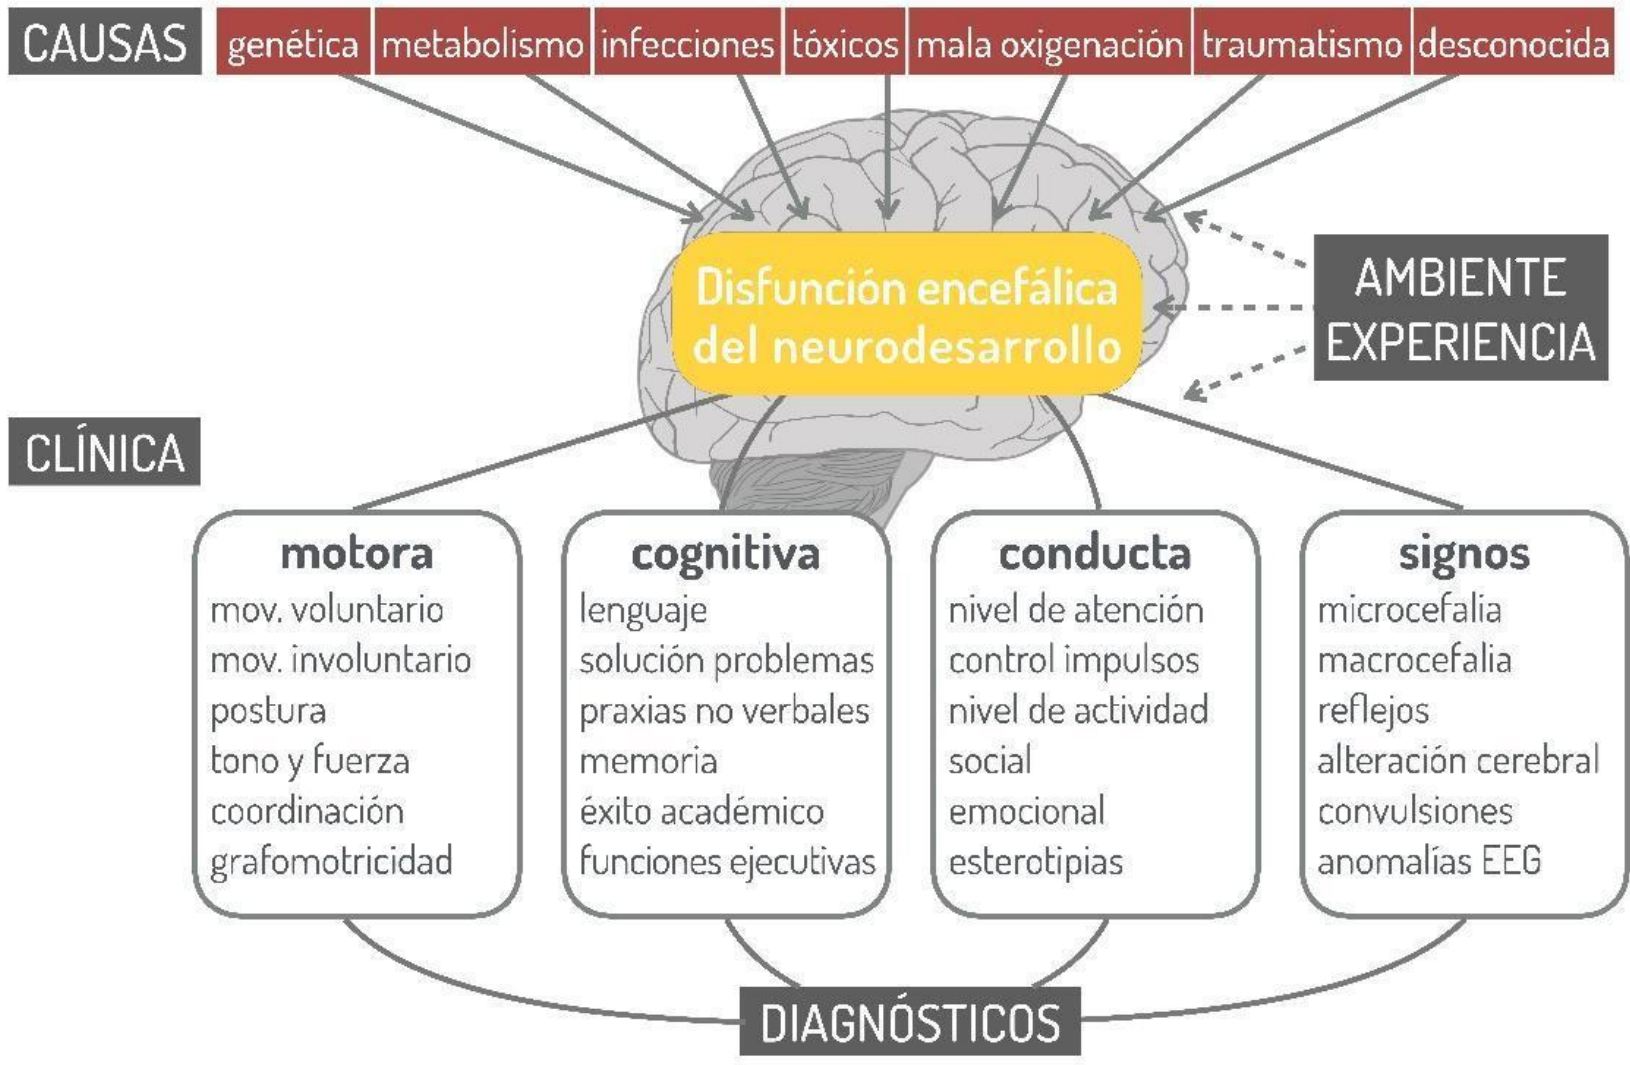 CAUSAS
genética
metabolismo
infecciones
tóxicos
mala oxigenación
traumatismo
desconocida
Disfunción encefálica
del neurodesarrollo
AMBIENTE
EXPERIENCIA
CLÍNICA
motora
mov. voluntario
mov. involuntario
postura
tono y fuerza
coordinación
grafomotricidad
cognitiva
lenguaje
solución problemas
praxias no verbales
memoria
éxito académico
funciones ejecutivas
conducta
nivel de atención
control impulsos
nivel de actividad
social
emocional
esterotipias
signos
microcefalia
macrocefalia
reflejos
alteración cerebral
convulsiones
anomalías EEG
DIAGNÓSTICOS